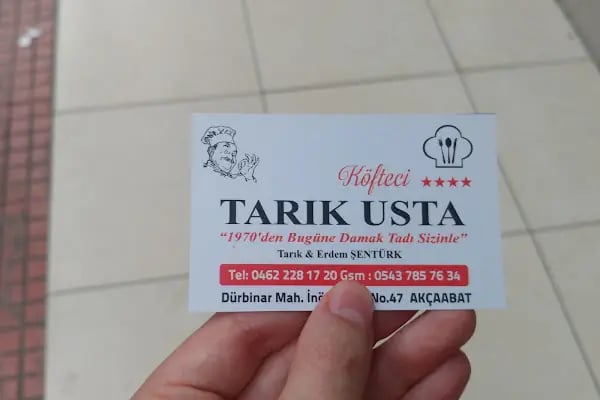 Köfteci
TARIK USTA
“1970'den Bugüne Damak Tadı Sizinle”
Tarık & Erdem ŞENTÜRK
Tel: 0462 228 17 20 Gsm : 0543 785 76 34
Dürbinar Mah. No.47 AKÇAABAT